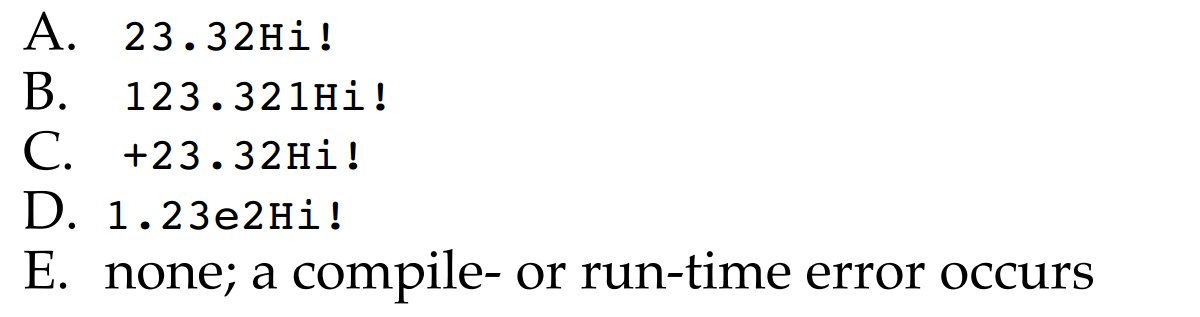 A. 23.32Hi!
B. 123.321Hi!
C. +23.32Hi!
D. 1.23e2Hi!
E. none; a compile- or run-time error occurs